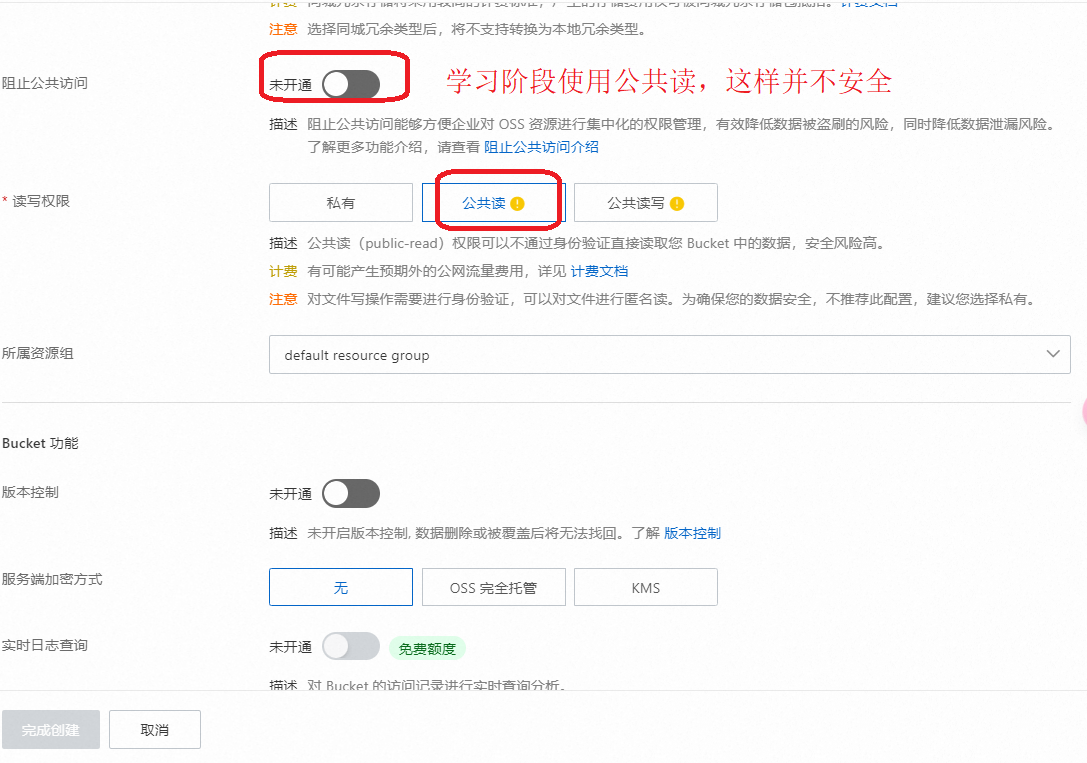 注意 选择同城冗余类型后，将不支持转换为本地冗余类型。
阻止公共访问 未开通 学习阶段使用公共读，这样并不安全
描述 阻止公共访问能够方便企业对 OSS 资源进行集中化的权限管理，有效降低数据被盗刷的风险，同时降低数据泄漏风险。
了解更多功能介绍，请查看 阻止公共访问介绍
* 读写权限 私有 公共读 公共读写
描述 公共读（public-read）权限可以不通过身份验证直接读取您 Bucket 中的数据，安全风险高。
计费 有可能产生预期外的公网流量费用，详见 计费文档
注意 对文件写操作需要进行身份验证，可以对文件进行匿名读。为确保您的数据安全，不推荐此配置，建议您选择私有。
所属资源组 default resource group
Bucket 功能
版本控制 未开通
描述 未开启版本控制, 数据删除或被覆盖后将无法找回。了解 版本控制
服务端加密方式 无 OSS 完全托管 KMS
实时日志查询 未开通 免费额度
描述 对 Bucket 的访问记录进行实时查询分析。
完成创建 取消